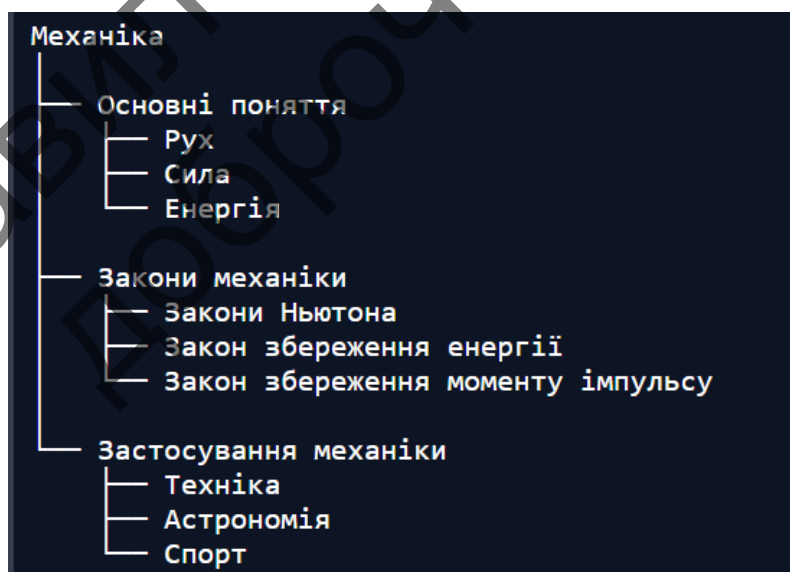 Механіка
Основні поняття
Рух
Сила
Енергія
Закони механіки
Закони Ньютона
Закон збереження енергії
Закон збереження моменту імпульсу
Застосування механіки
Техніка
Астрономія
Спорт